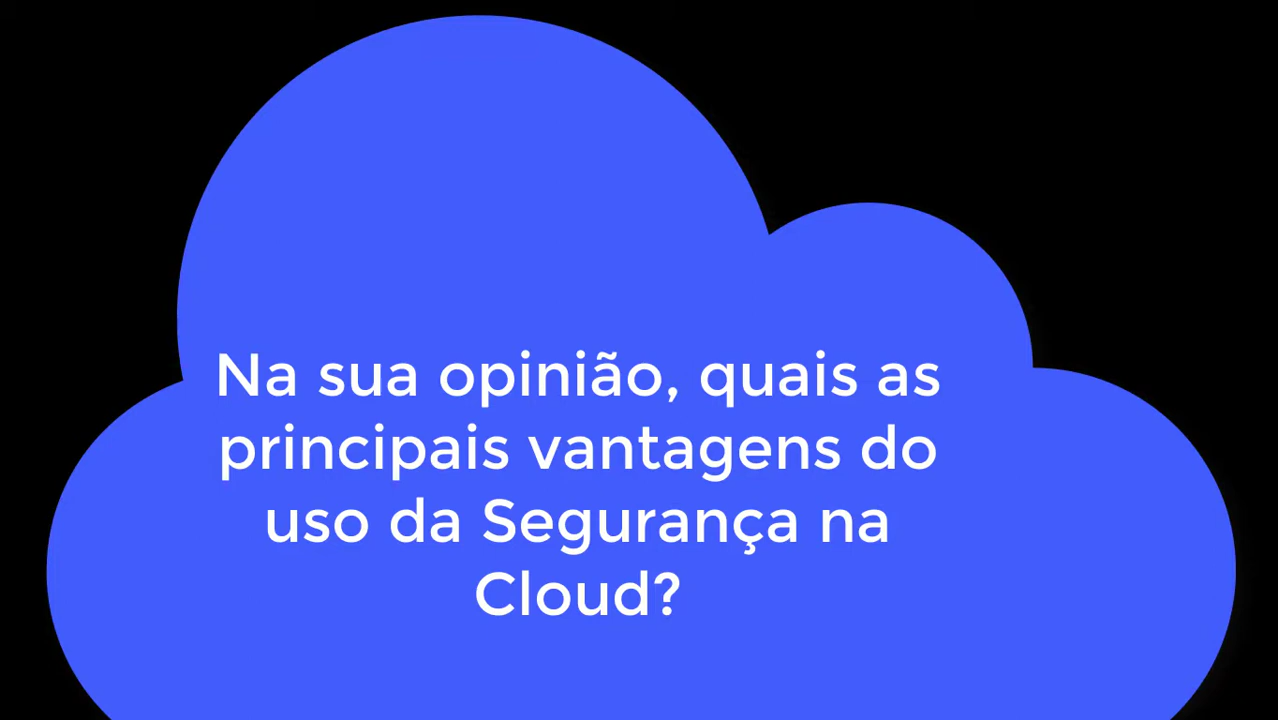 Na sua opinião, quais as
principais vantagens do
uso da Segurança na
Cloud?